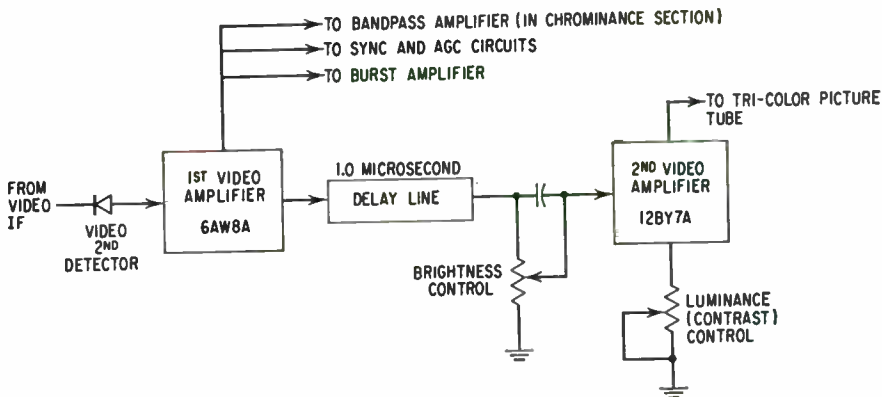 TO BANDPASS AMPLIFIER (IN CHROMINANCE SECTION)
TO SYNC AND AGC CIRCUITS
TO BURST AMPLIFIER
TO TRI-COLOR PICTURE
TUBE
FROM
VIDEO
IF
VIDEO
2ND
DETECTOR
1ST VIDEO
AMPLIFIER
6AW8A
1.0 MICROSECOND
DELAY LINE
BRIGHTNESS
CONTROL
2ND VIDEO
AMPLIFIER
12BY7A
LUMINANCE
(CONTRAST)
CONTROL